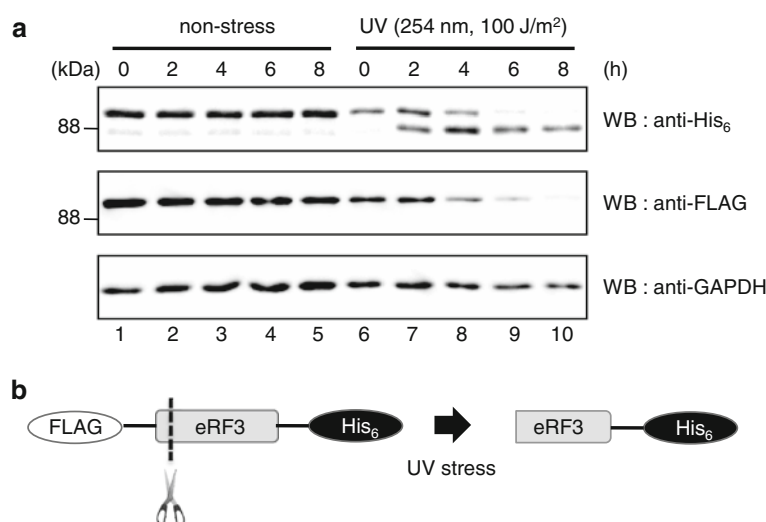 a
non-stress UV (254 nm, 100 J/m²)
(kDa) 0 2 4 6 8 0 2 4 6 8 (h)
88 WB : anti-His₆
88 WB : anti-FLAG
WB : anti-GAPDH
1 2 3 4 5 6 7 8 9 10
b
FLAG eRF3 His₆ eRF3 His₆
UV stress